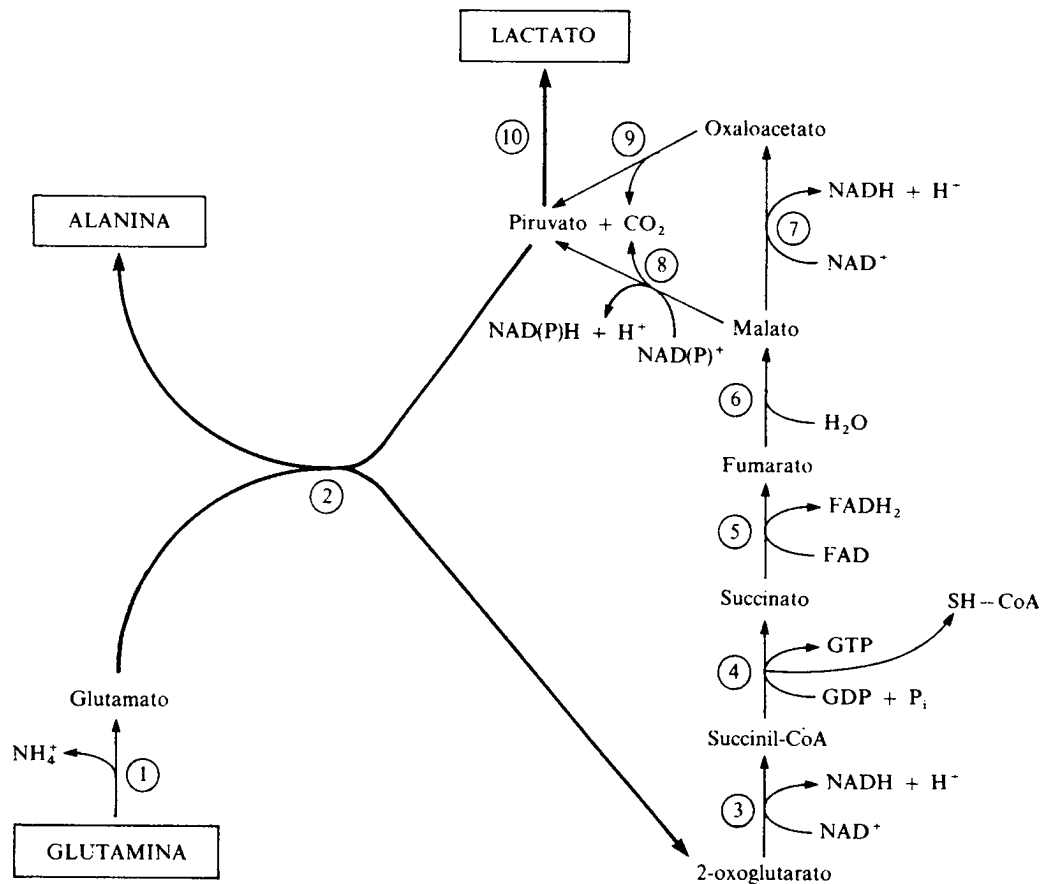 LACTATO
10
9
Oxaloacetato
NADH + H⁺
ALANINA
Piruvato + CO₂
7
8
NAD⁺
NAD(P)H + H⁺
Malato
NAD(P)⁺
6
H₂O
Fumarato
2
FADH₂
5
FAD
Succinato
SH–CoA
GTP
4
Glutamato
GDP + Pᵢ
Succinil-CoA
NH₄⁺
1
NADH + H⁺
3
NAD⁺
GLUTAMINA
2-oxoglutarato